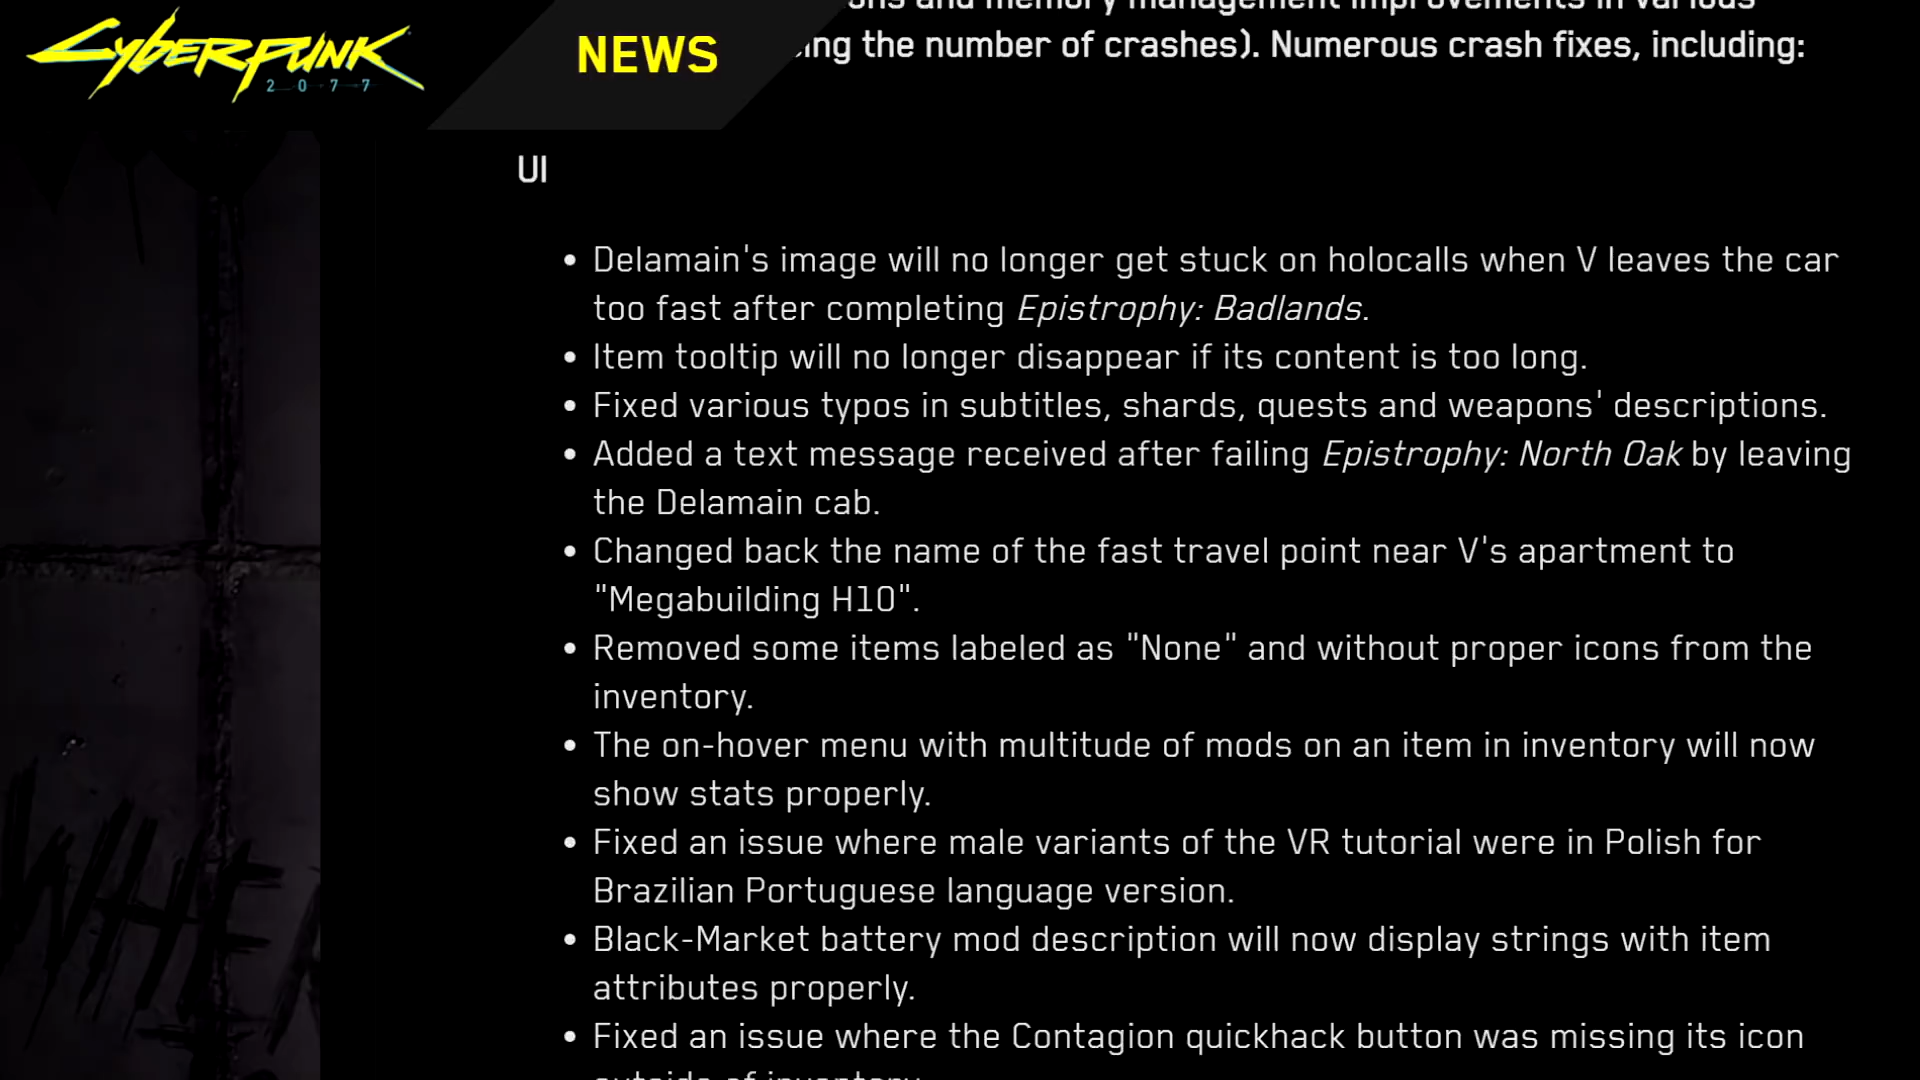 CYBERPUNK
2077
NEWS
and memory management improvements in various
the number of crashes). Numerous crash fixes, including:
UI
• Delamain's image will no longer get stuck on holocalls when V leaves the car
too fast after completing Epistrophy: Badlands.
• Item tooltip will no longer disappear if its content is too long.
• Fixed various typos in subtitles, shards, quests and weapons' descriptions.
• Added a text message received after failing Epistrophy: North Oak by leaving
the Delamain cab.
• Changed back the name of the fast travel point near V's apartment to
"Megabuilding H10".
• Removed some items labeled as "None" and without proper icons from the
inventory.
• The on-hover menu with multitude of mods on an item in inventory will now
show stats properly.
• Fixed an issue where male variants of the VR tutorial were in Polish for
Brazilian Portuguese language version.
• Black-Market battery mod description will now display strings with item
attributes properly.
• Fixed an issue where the Contagion quickhack button was missing its icon